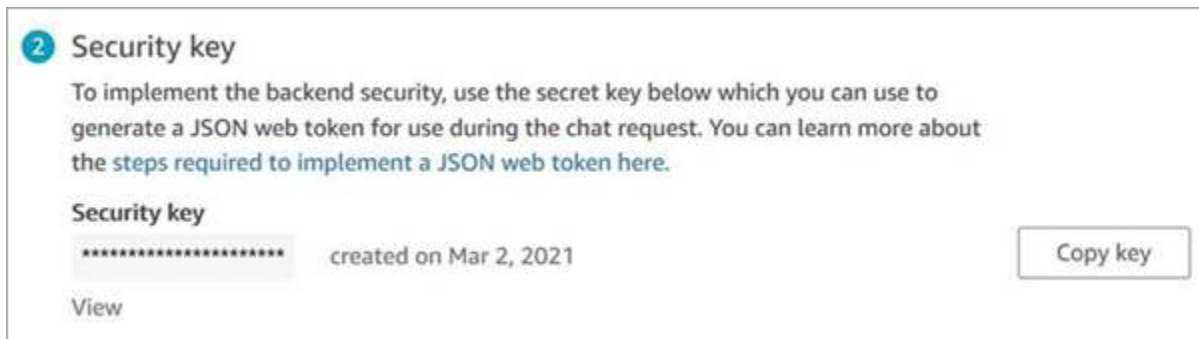 2 Security key
To implement the backend security, use the secret key below which you can use to
generate a JSON web token for use during the chat request. You can learn more about
the steps required to implement a JSON web token here.
Security key
********************** created on Mar 2, 2021 Copy key
View